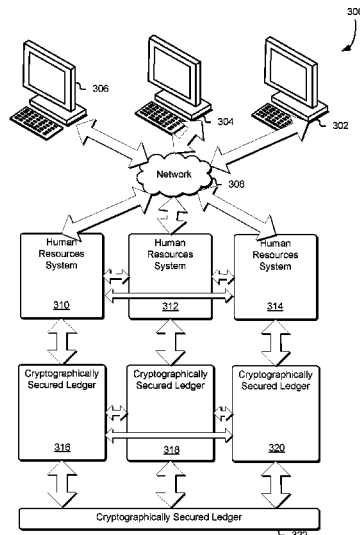 300
306
304
302
Network
308
Human
Resources
System
310
Human
Resources
System
312
Human
Resources
System
314
Cryptographically
Secured Ledger
316
Cryptographically
Secured Ledger
318
Cryptographically
Secured Ledger
320
Cryptographically Secured Ledger
322